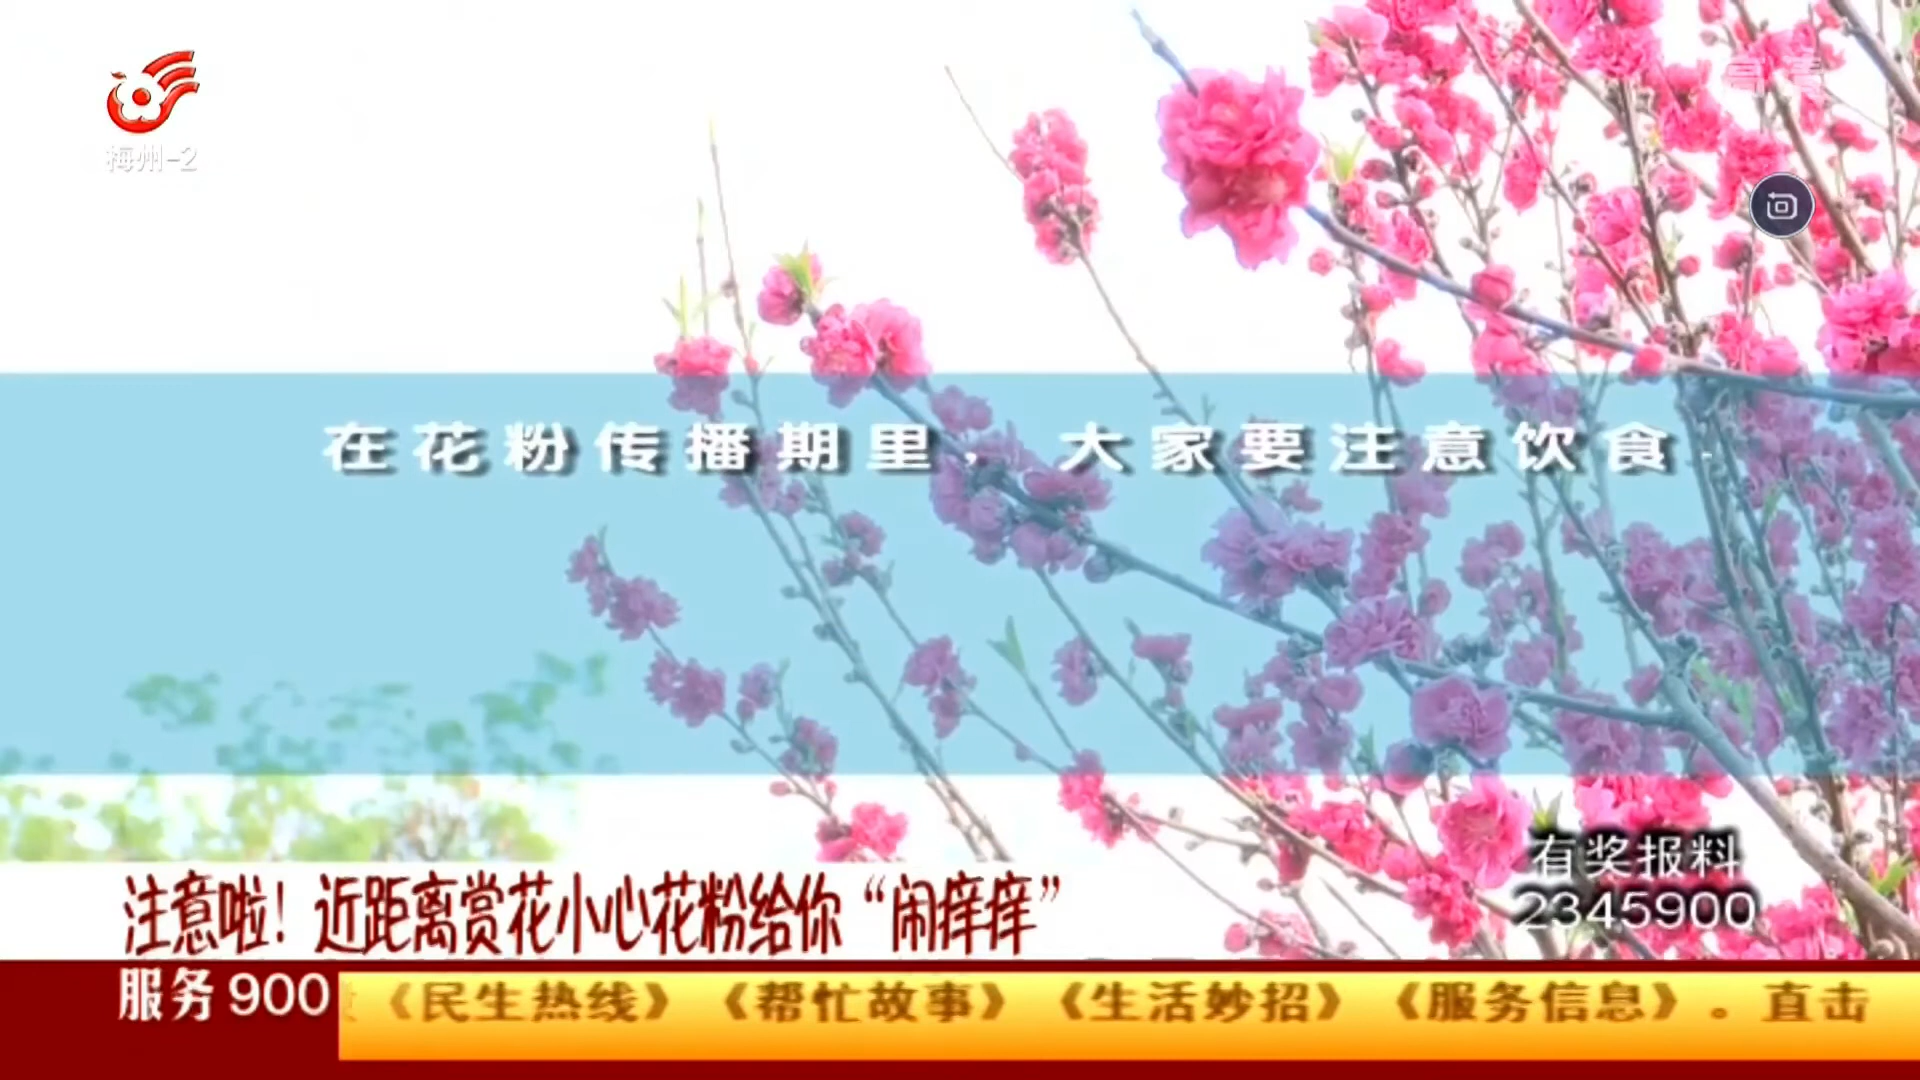 梅州-2
高清
在花粉传播期里，大家要注意饮食
有奖报料
2345900
注意啦！近距离赏花小心花粉给你“闹痒痒”
服务900
《民生热线》《帮忙故事》《生活妙招》《服务信息》。直击